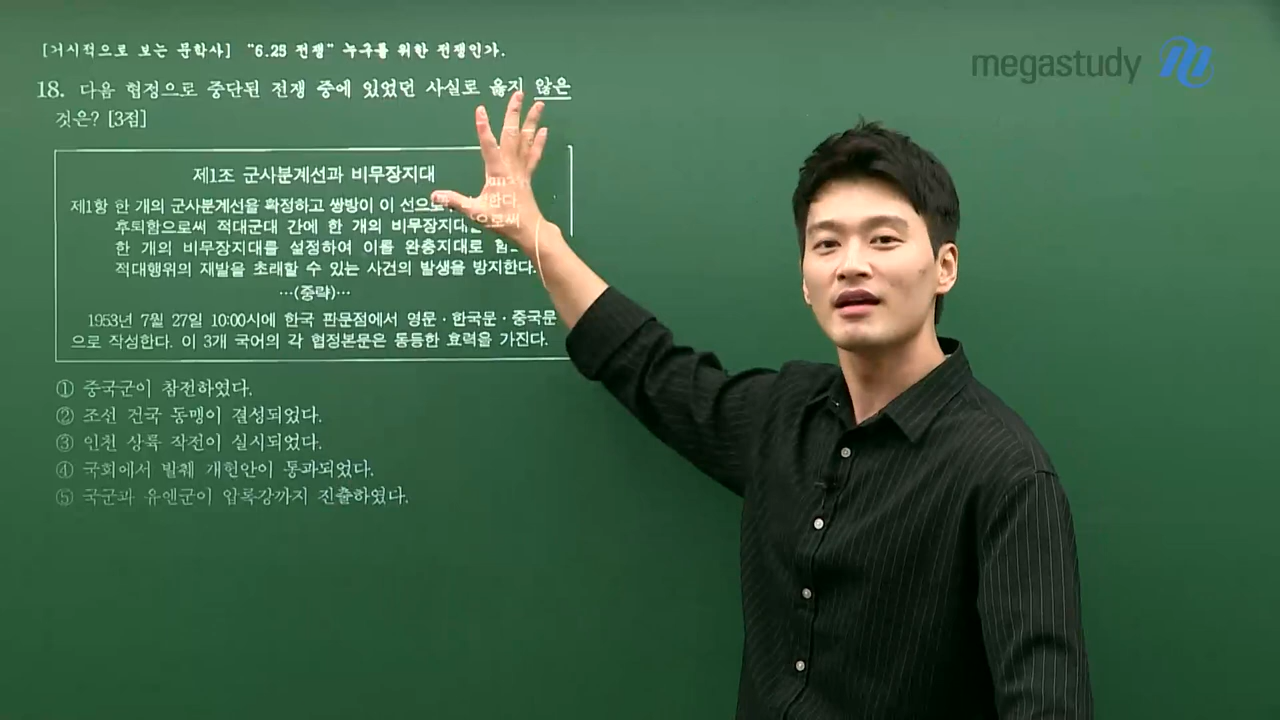 [거시적으로 보는 문학사] "6.25 전쟁" 누구를 위한 전쟁인가.
megastudy
18. 다음 협정으로 중단된 전쟁 중에 있었던 사실로 옳지 않은
것은? [3점]
제1조 군사분계선과 비무장지대
제1항 한 개의 군사분계선을 확정하고 쌍방이 이 선으로
후퇴함으로써 적대군대 간에 한 개의 비무장지대
한 개의 비무장지대를 설정하여 이를 완충지대로 함으
적대행위의 재발을 초래할 수 있는 사건의 발생을 방지한다.
…(중략)…
1953년 7월 27일 10:00시에 한국 판문점에서 영문·한국문·중국문
으로 작성한다. 이 3개 국어의 각 협정본문은 동등한 효력을 가진다.
① 중국군이 참전하였다.
② 조선 건국 동맹이 결성되었다.
③ 인천 상륙 작전이 실시되었다.
④ 국회에서 발췌 개헌안이 통과되었다.
⑤ 국군과 유엔군이 압록강까지 진출하였다.